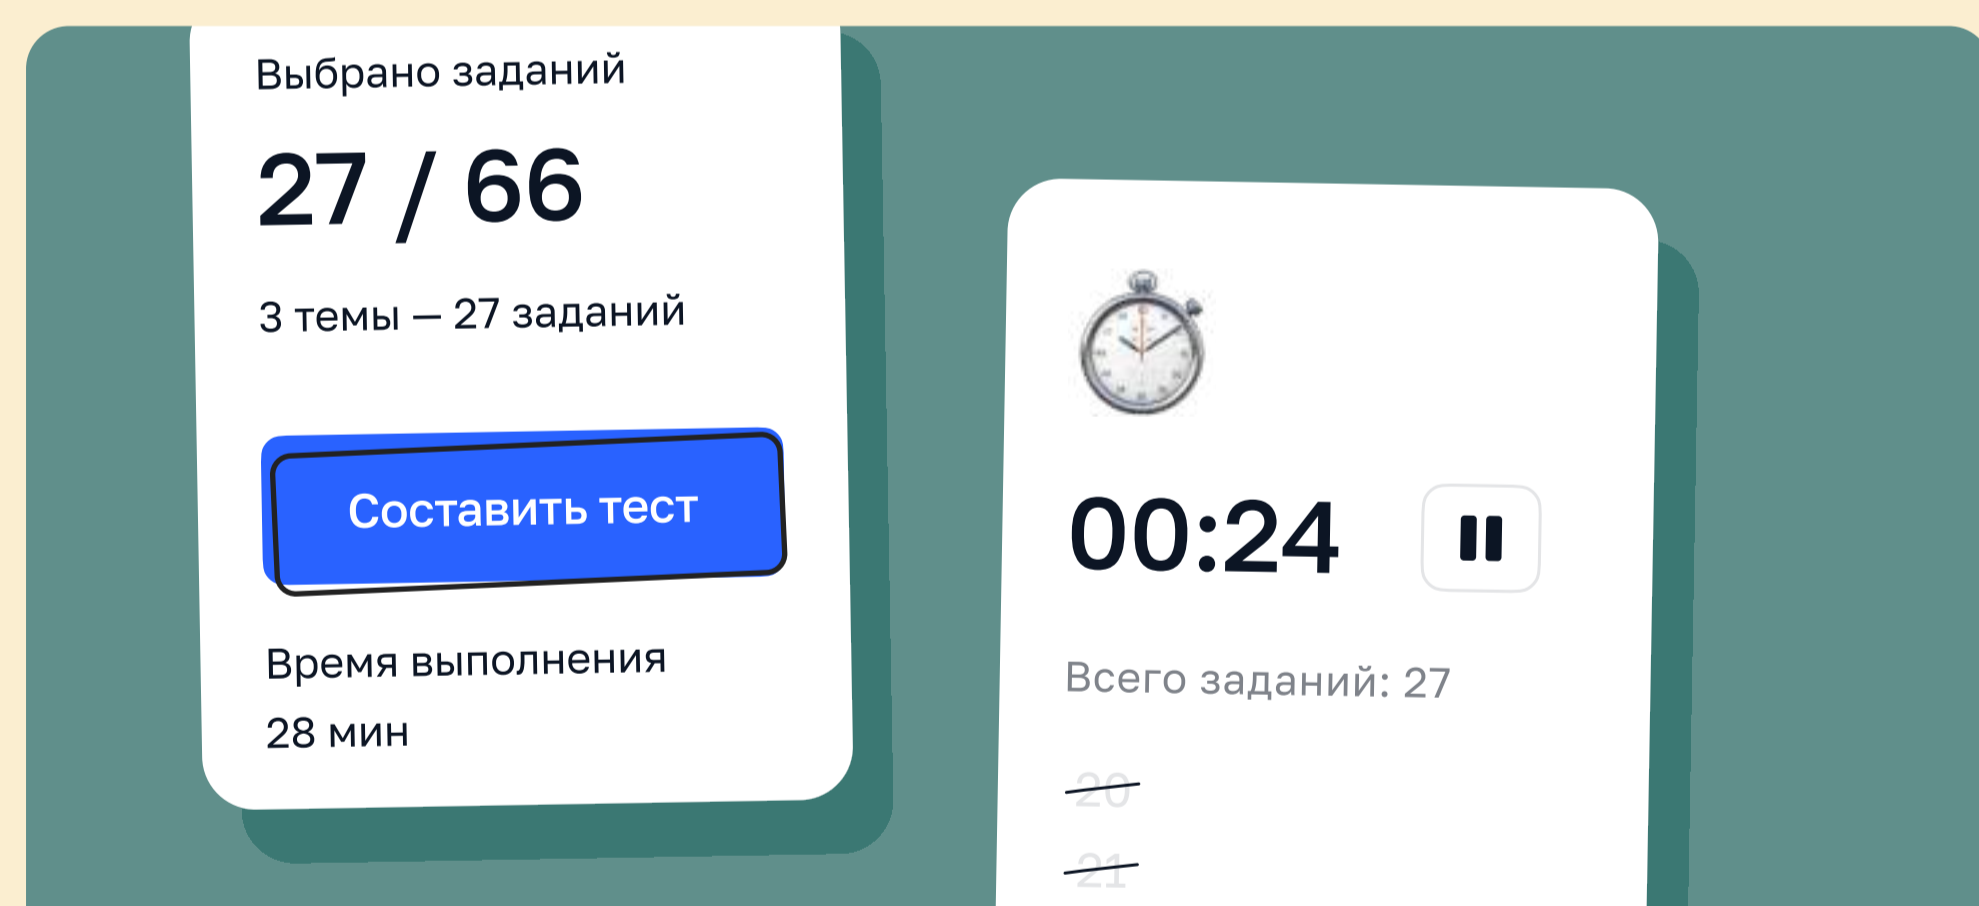 Выбрано заданий
27 / 66
3 темы — 27 заданий
Составить тест
Время выполнения
28 мин
00:24
Всего заданий: 27
20
21